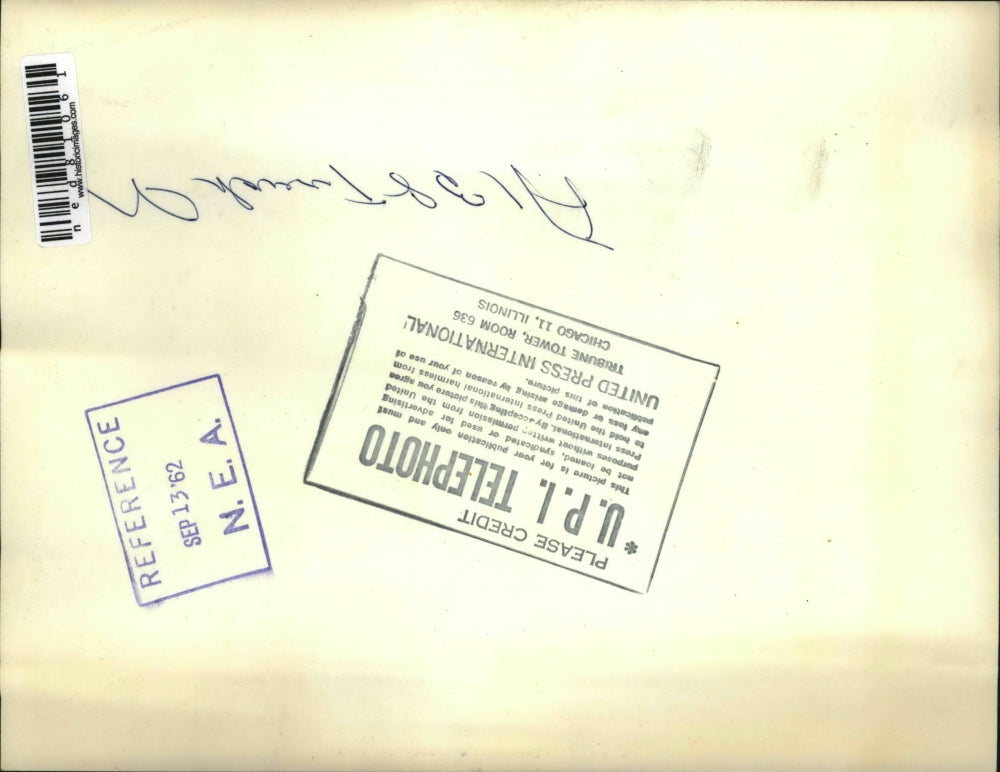 ned81061
www.historicimages.com
PLEASE CREDIT
* U.P.I. TELEPHOTO
This picture is for your publication only and must
not be loaned, syndicated or used for advertising
purposes without written permission from the United
Press International. By accepting this picture you agree
to hold the United Press International harmless from
any loss or damage arising by reason of your use of
publication of this picture.
UNITED PRESS INTERNATIONAL!
TRIBUNE TOWER, ROOM 636
CHICAGO 11, ILLINOIS
REFERENCE
SEP 13 '62
N. E. A.